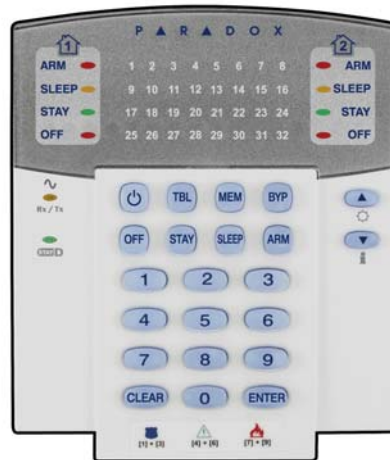 PARADOX
1
2
ARM
1 2 3 4 5 6 7 8
ARM
SLEEP
9 10 11 12 13 14 15 16
SLEEP
STAY
17 18 19 20 21 22 23 24
STAY
OFF
25 26 27 28 29 30 31 32
OFF
Rx / Tx
TBL MEM BYP
OFF STAY SLEEP ARM
i
STAY D
1 2 3
4 5 6
7 8 9
CLEAR 0 ENTER
[1] + [3] [4] + [6] [7] + [9]